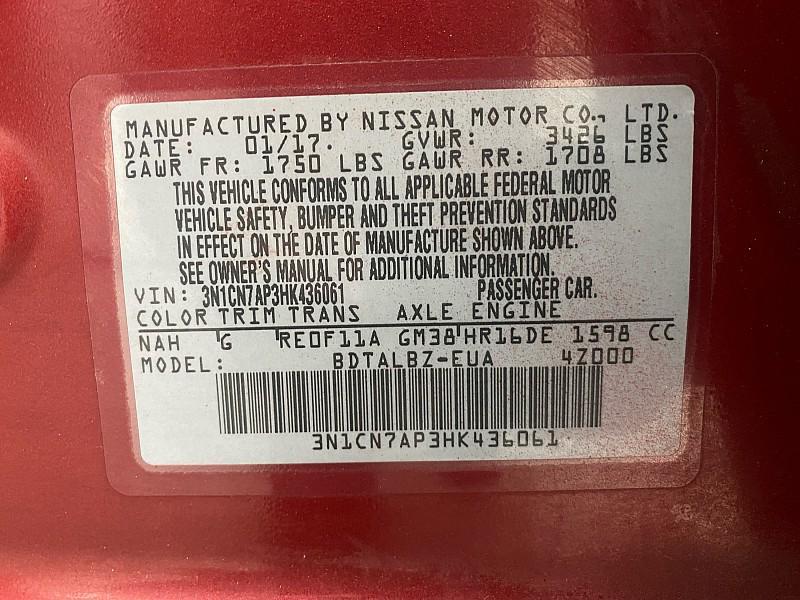 MANUFACTURED BY NISSAN MOTOR CO., LTD.
DATE: 01/17. GVWR: 3426 LBS
GAWR FR: 1750 LBS GAWR RR: 1708 LBS
THIS VEHICLE CONFORMS TO ALL APPLICABLE FEDERAL MOTOR
VEHICLE SAFETY, BUMPER AND THEFT PREVENTION STANDARDS
IN EFFECT ON THE DATE OF MANUFACTURE SHOWN ABOVE.
SEE OWNER'S MANUAL FOR ADDITIONAL INFORMATION.
VIN: 3N1CN7AP3HK436061 PASSENGER CAR.
COLOR TRIM TRANS AXLE ENGINE
NAH G RE0F11A GM38 HR16DE 1598 CC
MODEL: BDTALBZ-EUA 4Z000
3N1CN7AP3HK436061